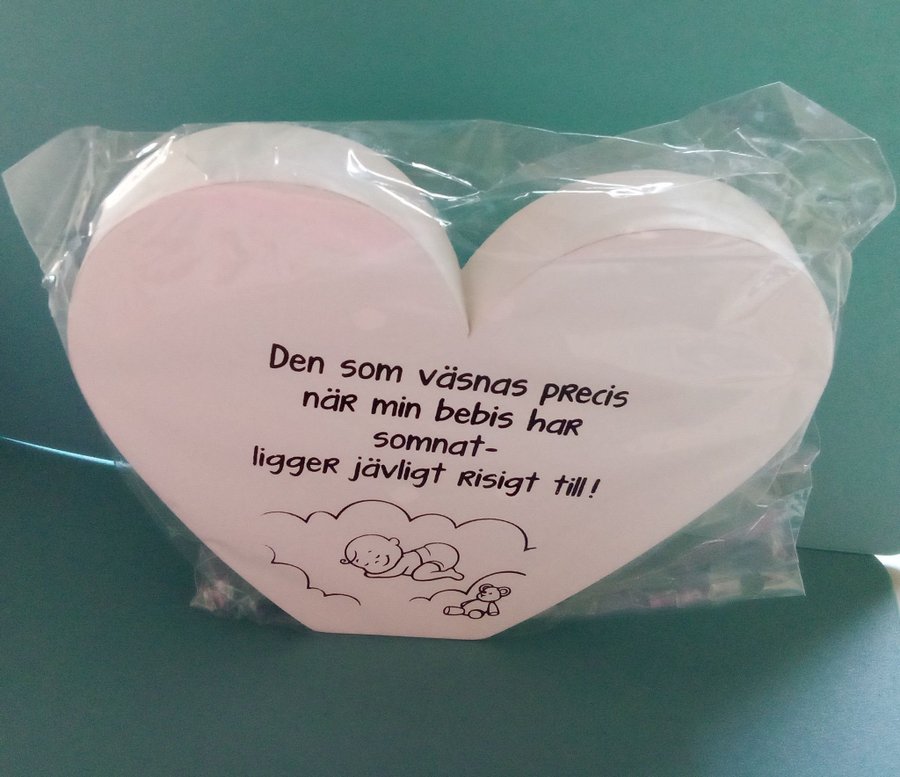 Den som väsnas precis
när min bebis har
somnat-
ligger jävligt risigt till!